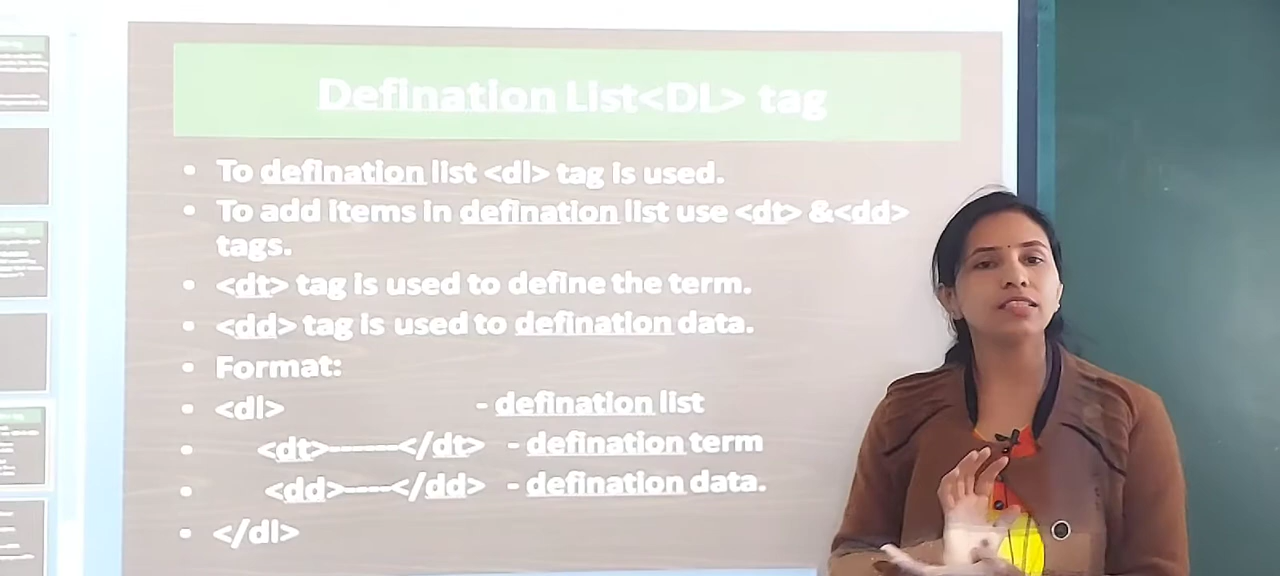 Defination List<DL> tag
• To defination list <dl> tag is used.
• To add items in defination list use <dt> &<dd>
tags.
• <dt> tag is used to define the term.
• <dd> tag is used to defination data.
• Format:
• <dl> - defination list
• <dt>------</dt> - defination term
• <dd>----</dd> - defination data.
• </dl>